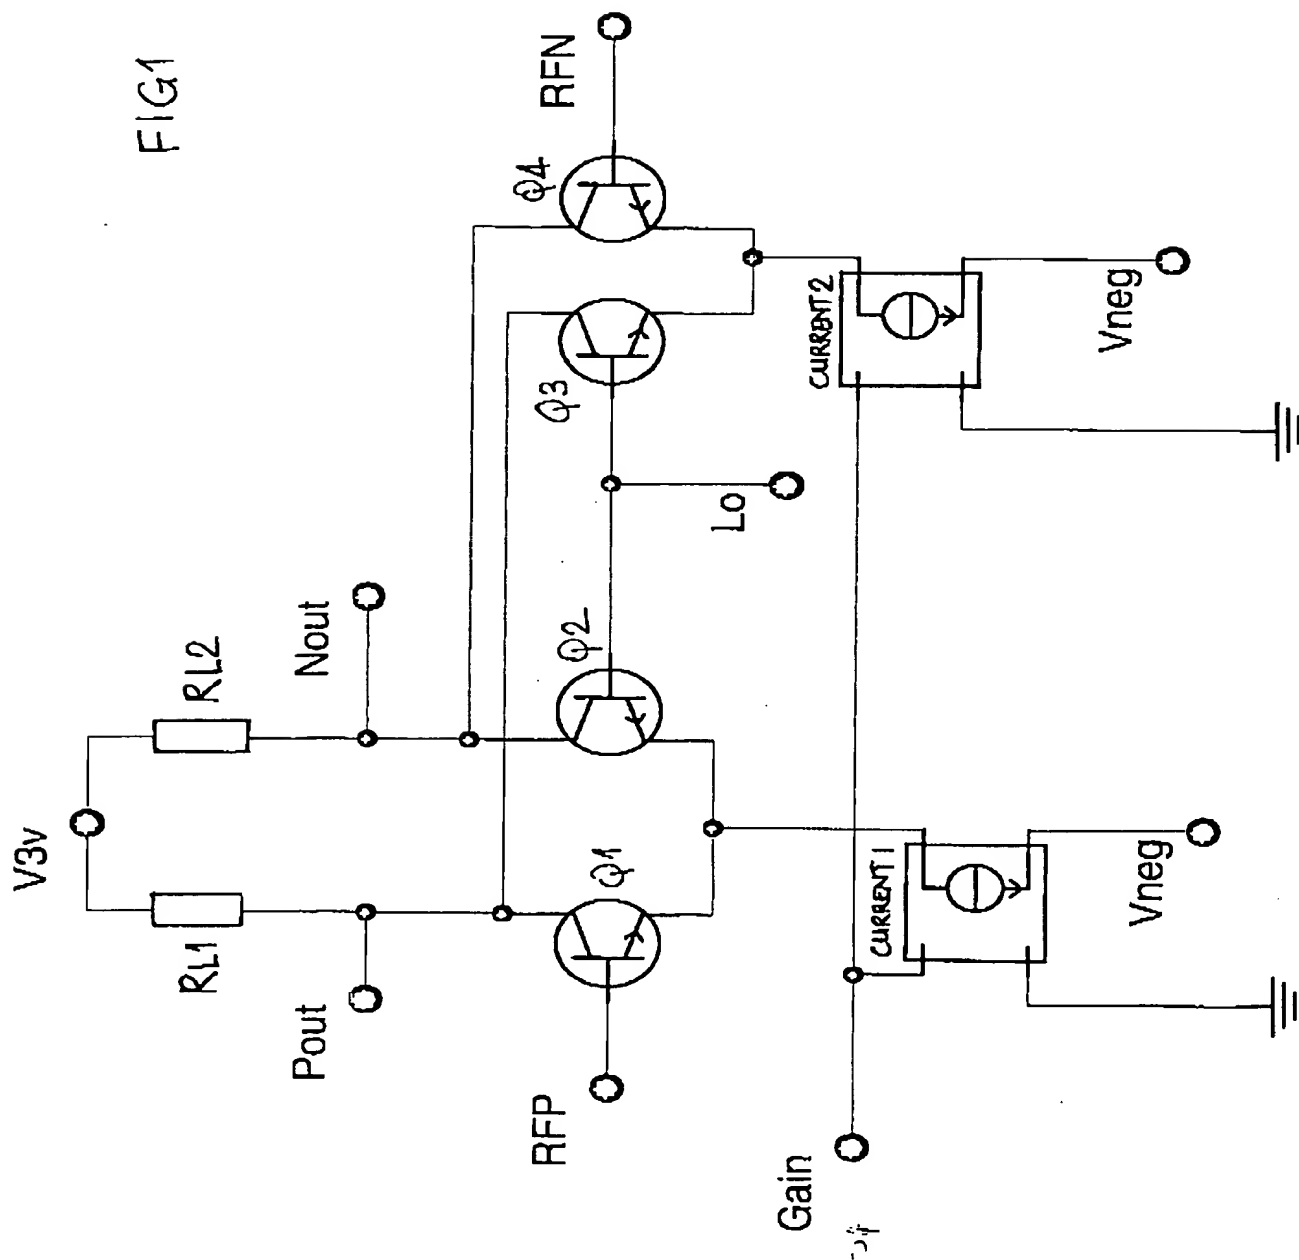 FIG1
V3v
RL1
RL2
Pout
Nout
RFP
Q1
Q2
Q3
Q4
RFN
Lo
Gain
CURRENT1
CURRENT2
Vneg
Vneg